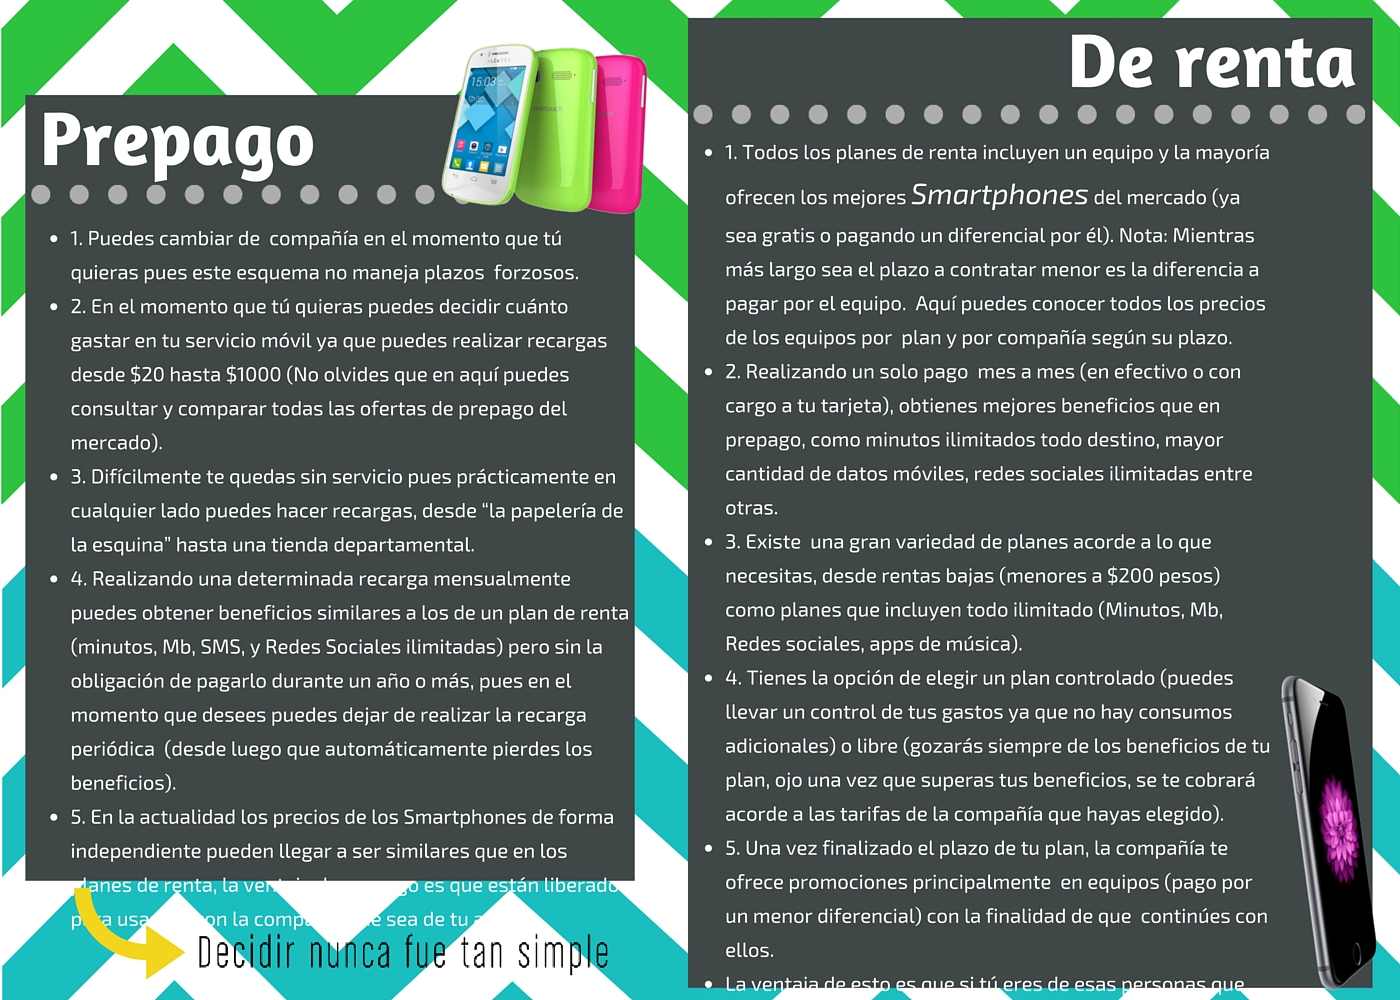 Prepago
• 1. Puedes cambiar de compañía en el momento que tú
quieras pues este esquema no maneja plazos forzosos.
• 2. En el momento que tú quieras puedes decidir cuánto
gastar en tu servicio móvil ya que puedes realizar recargas
desde $20 hasta $1000 (No olvides que en aquí puedes
consultar y comparar todas las ofertas de prepago del
mercado).
• 3. Difícilmente te quedas sin servicio pues prácticamente en
cualquier lado puedes hacer recargas, desde “la papelería de
la esquina” hasta una tienda departamental.
• 4. Realizando una determinada recarga mensualmente
puedes obtener beneficios similares a los de un plan de renta
(minutos, Mb, SMS, y Redes Sociales ilimitadas) pero sin la
obligación de pagarlo durante un año o más, pues en el
momento que desees puedes dejar de realizar la recarga
periódica (desde luego que automáticamente pierdes los
beneficios).
• 5. En la actualidad los precios de los Smartphones de forma
independiente pueden llegar a ser similares que en los
planes de renta, la es que están
para con la sea de tu
Decidir nunca fue tan simple
15:03
De renta
• 1. Todos los planes de renta incluyen un equipo y la mayoría
ofrecen los mejores Smartphones del mercado (ya
sea gratis o pagando un diferencial por él). Nota: Mientras
más largo sea el plazo a contratar menor es la diferencia a
pagar por el equipo. Aquí puedes conocer todos los precios
de los equipos por plan y por compañía según su plazo.
• 2. Realizando un solo pago mes a mes (en efectivo o con
cargo a tu tarjeta), obtienes mejores beneficios que en
prepago, como minutos ilimitados todo destino, mayor
cantidad de datos móviles, redes sociales ilimitadas entre
otras.
• 3. Existe una gran variedad de planes acorde a lo que
necesitas, desde rentas bajas (menores a $200 pesos)
como planes que incluyen todo ilimitado (Minutos, Mb,
Redes sociales, apps de música).
• 4. Tienes la opción de elegir un plan controlado (puedes
llevar un control de tus gastos ya que no hay consumos
adicionales) o libre (gozarás siempre de los beneficios de tu
plan, ojo una vez que superas tus beneficios, se te cobrará
acorde a las tarifas de la compañía que hayas elegido).
• 5. Una vez finalizado el plazo de tu plan, la compañía te
ofrece promociones principalmente en equipos (pago por
un menor diferencial) con la finalidad de que continúes con
ellos.
• La ventaja de esto es que si tú eres de esas personas que